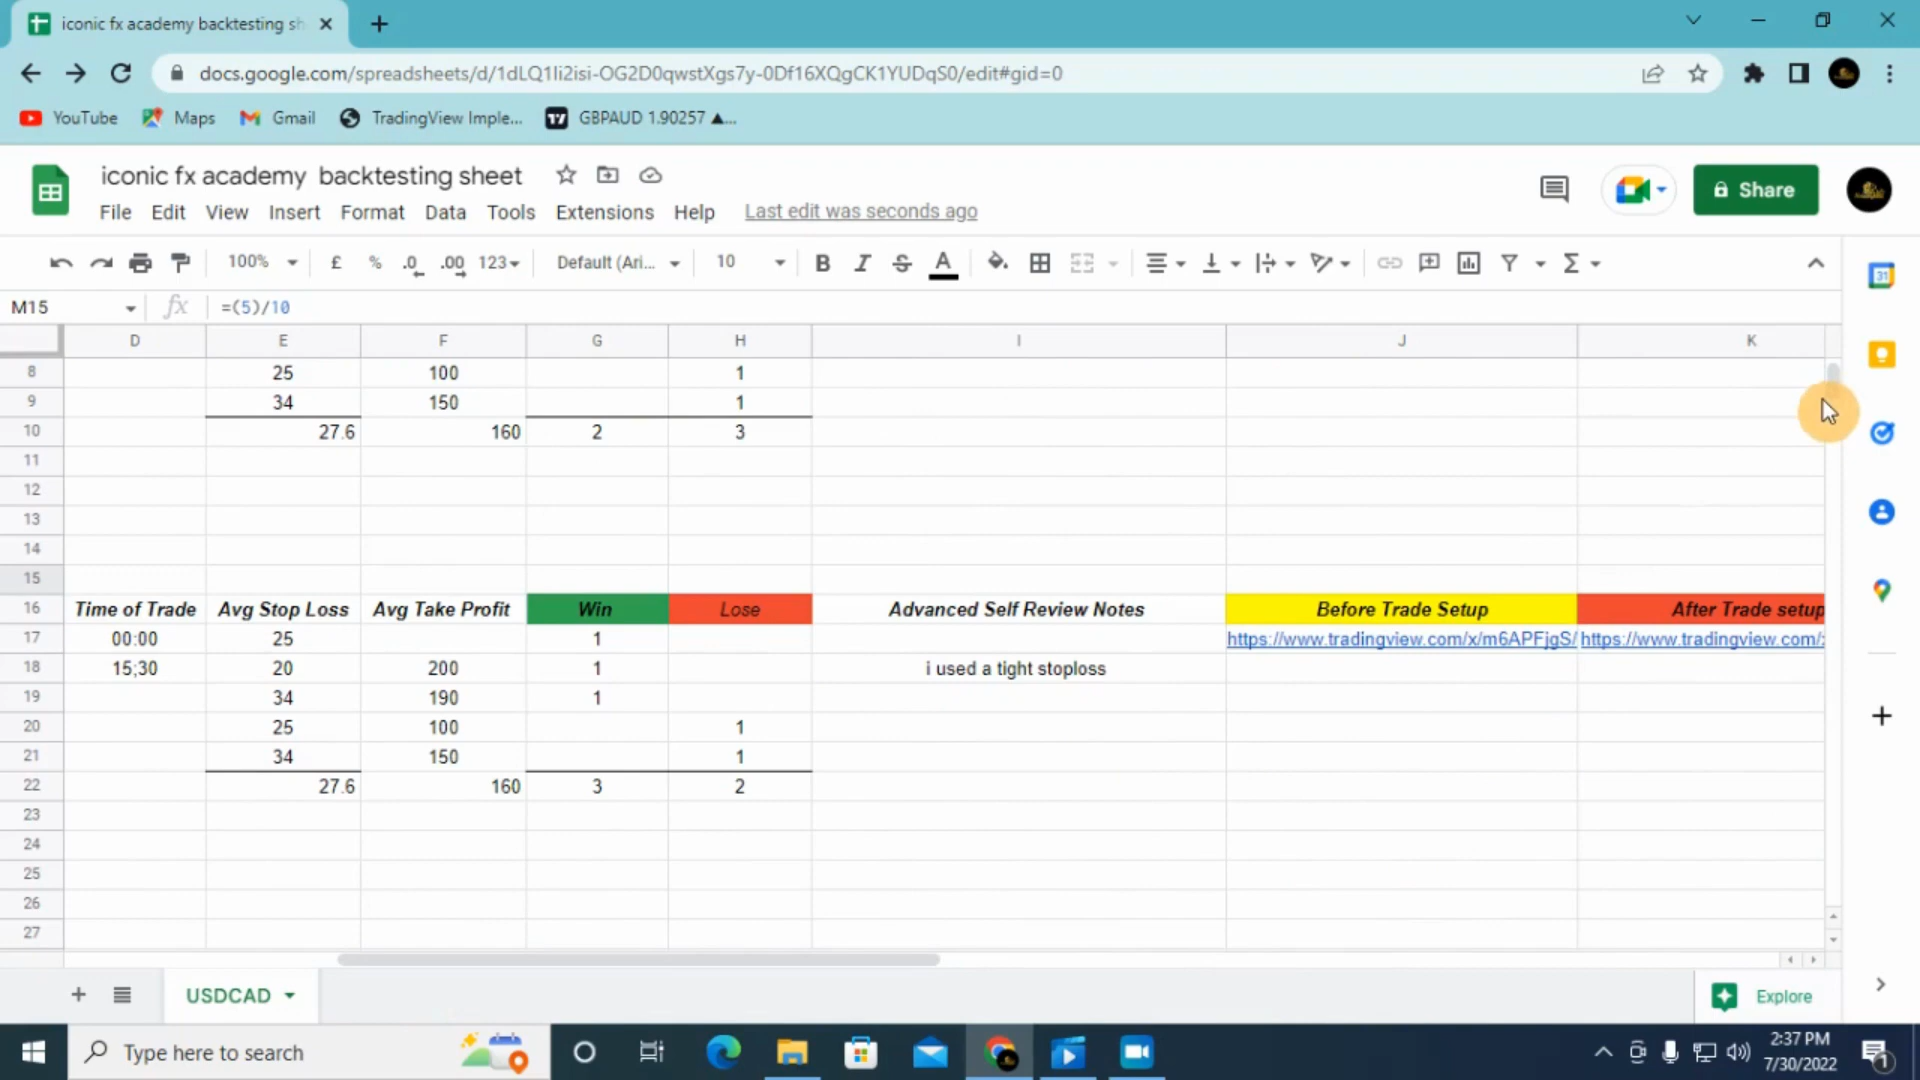 iconic fx academy backtesting sh
docs.google.com/spreadsheets/d/1dLQ1li2isi-OG2D0qwstXgs7y-0Df16XQgCK1YUDqS0/edit#gid=0
YouTube Maps Gmail TradingView Imple... GBPAUD 1.90257 ▲...
iconic fx academy backtesting sheet
Share
File Edit View Insert Format Data Tools Extensions Help Last edit was seconds ago
100% £ % .0 .00 123 Default (Ari... 10 B I S A Σ
M15 fx =(5)/10
D E F G H I J K
8 25 100 1
9 34 150 1
10 27.6 160 2 3
11
12
13
14
15
16 Time of Trade Avg Stop Loss Avg Take Profit Win Lose Advanced Self Review Notes Before Trade Setup After Trade setup
17 00:00 25 1 https://www.tradingview.com/x/m6APFjgS/ https://www.tradingview.com/
18 15;30 20 200 1 i used a tight stoploss
19 34 190 1
20 25 100 1
21 34 150 1
22 27.6 160 3 2
23
24
25
26
27
USDCAD
Explore
Type here to search
2:37 PM
7/30/2022
1
31